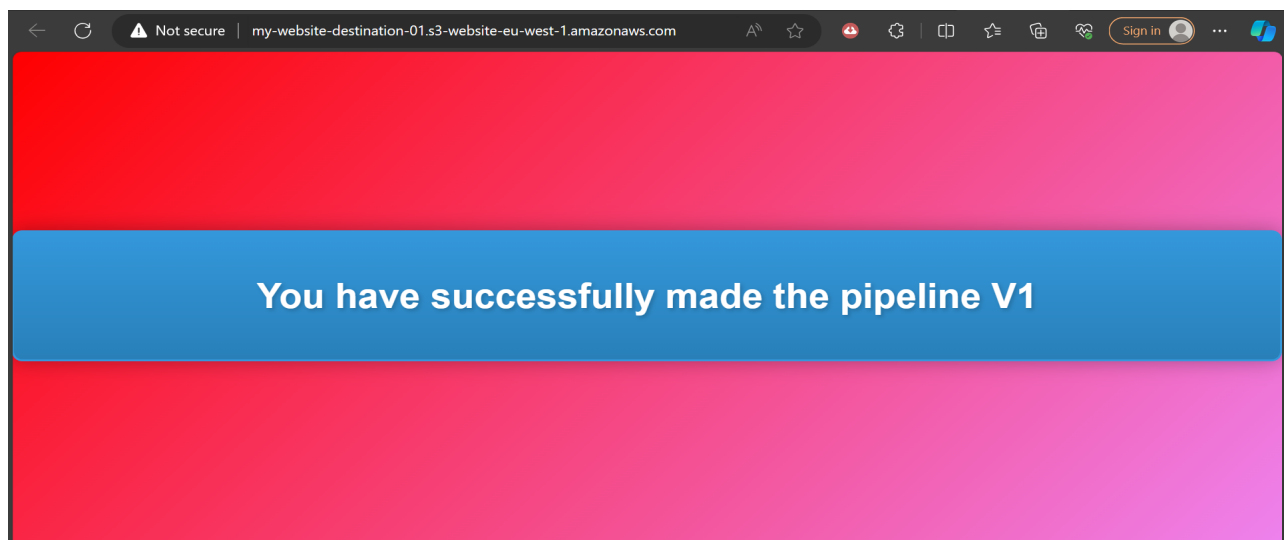 Not secure | my-website-destination-01.s3-website-eu-west-1.amazonaws.com A Sign in ...
You have successfully made the pipeline V1